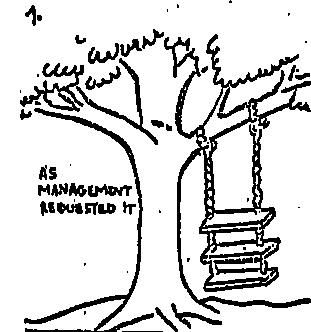 1.
AS
MANAGEMENT
REQUESTED IT